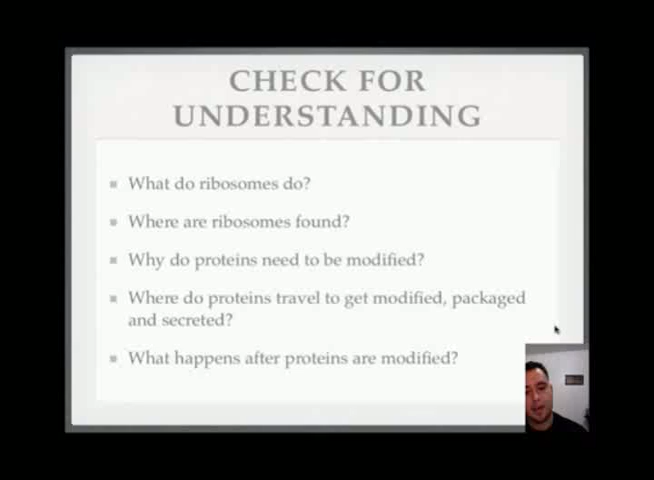 CHECK FOR
UNDERSTANDING
What do ribosomes do?
Where are ribosomes found?
Why do proteins need to be modified?
Where do proteins travel to get modified, packaged
and secreted?
What happens after proteins are modified?